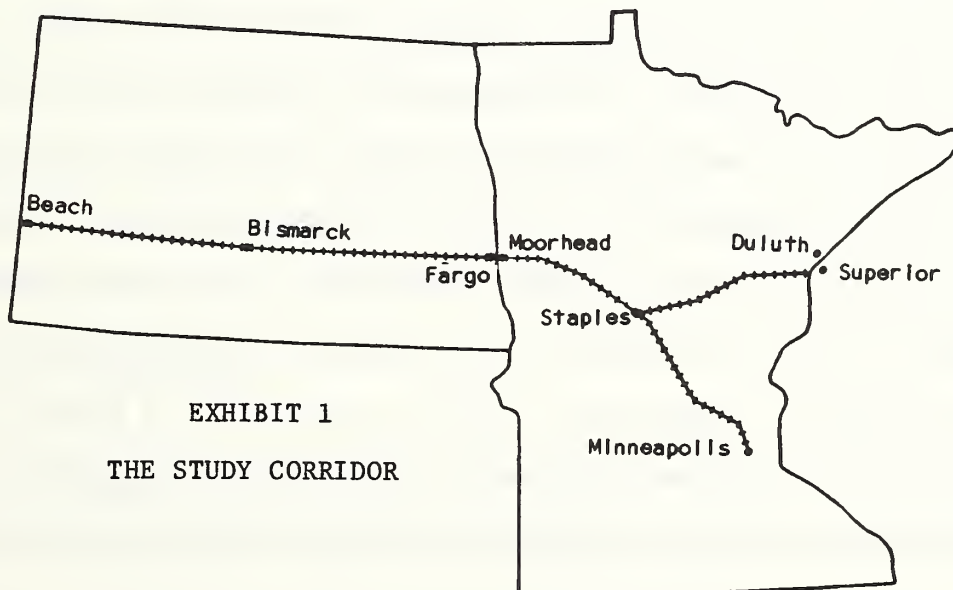 Beach
Bismarck
Fargo
Moorhead
Duluth
Superior
Staples
Minneapolis
EXHIBIT 1
THE STUDY CORRIDOR